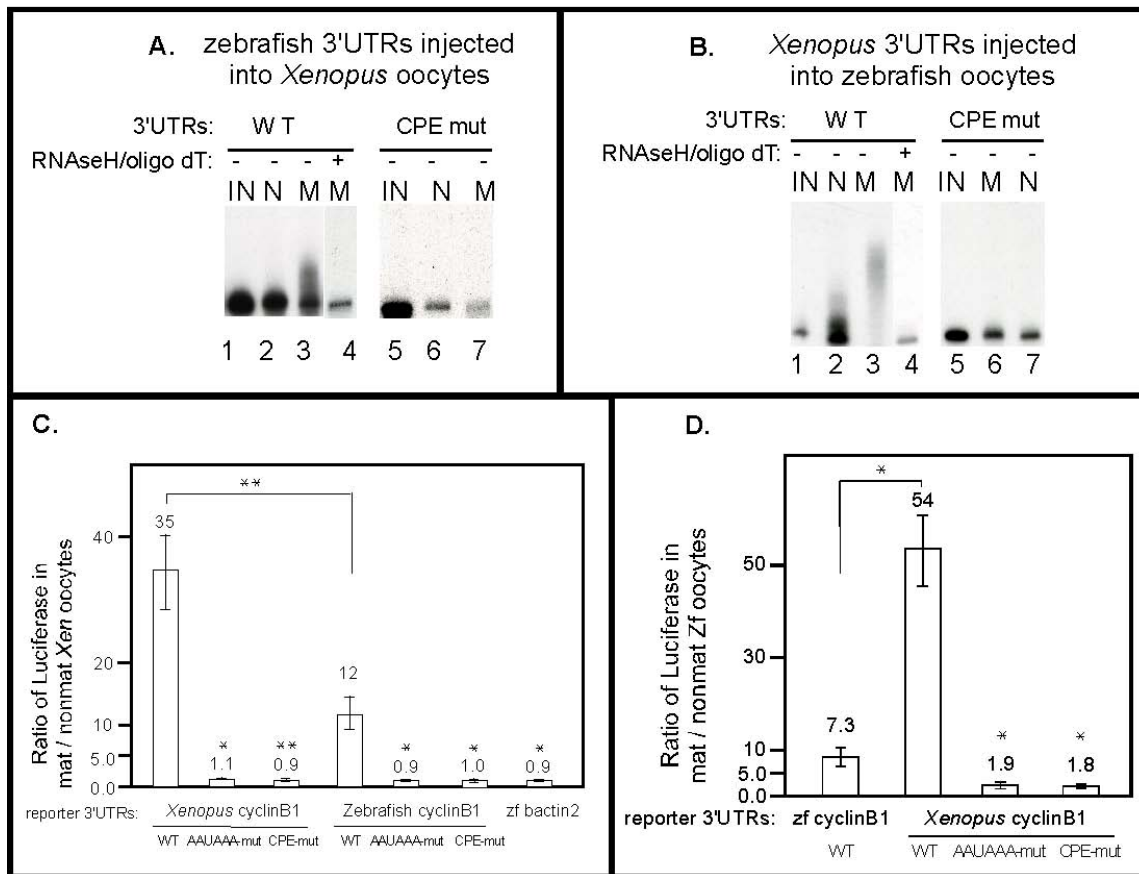 A. zebrafish 3'UTRs injected
into Xenopus oocytes
3'UTRs: WT CPE mut
RNAseH/oligo dT: - - - + - - -
IN N M M IN N M
1 2 3 4 5 6 7
B. Xenopus 3'UTRs injected
into zebrafish oocytes
3'UTRs: WT CPE mut
RNAseH/oligo dT: - - - + - - -
IN N M M IN M N
1 2 3 4 5 6 7
C.
Ratio of Luciferase in
mat / nonmat Xen oocytes
40
20
10
5.0
0.0
**
35
*
1.1
**
0.9
12
*
0.9
*
1.0
*
0.9
reporter 3'UTRs: Xenopus cyclinB1 Zebrafish cyclinB1 zf bactin2
WT AAUAAA-mut CPE-mut WT AAUAAA-mut CPE-mut
D.
Ratio of Luciferase in
mat / nonmat Zf oocytes
50
30
10
5.0
0.0
*
7.3
54
*
1.9
*
1.8
reporter 3'UTRs: zf cyclinB1 Xenopus cyclinB1
WT WT AAUAAA-mut CPE-mut